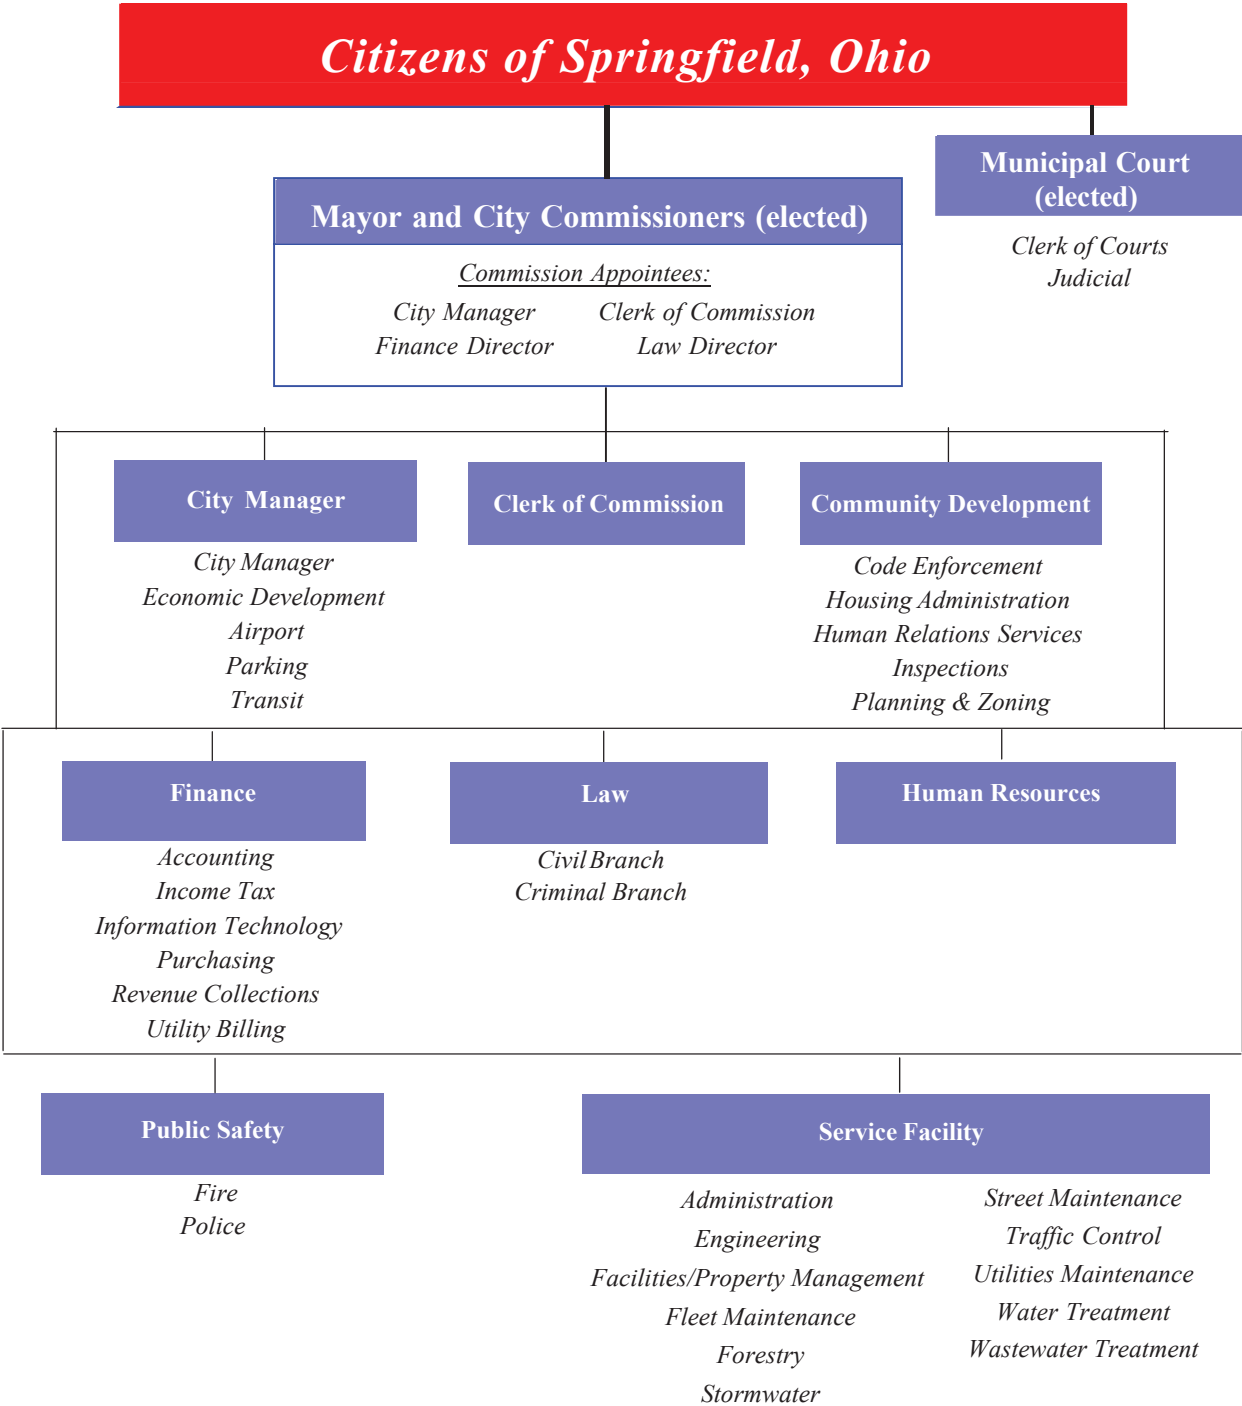 Citizens of Springfield, Ohio
Municipal Court
(elected)
Clerk of Courts
Judicial
Mayor and City Commissioners (elected)
Commission Appointees:
City Manager Clerk of Commission
Finance Director Law Director
City Manager
City Manager
Economic Development
Airport
Parking
Transit
Clerk of Commission
Community Development
Code Enforcement
Housing Administration
Human Relations Services
Inspections
Planning & Zoning
Finance
Accounting
Income Tax
Information Technology
Purchasing
Revenue Collections
Utility Billing
Law
Civil Branch
Criminal Branch
Human Resources
Public Safety
Fire
Police
Service Facility
Administration
Engineering
Facilities/Property Management
Fleet Maintenance
Forestry
Stormwater
Street Maintenance
Traffic Control
Utilities Maintenance
Water Treatment
Wastewater Treatment